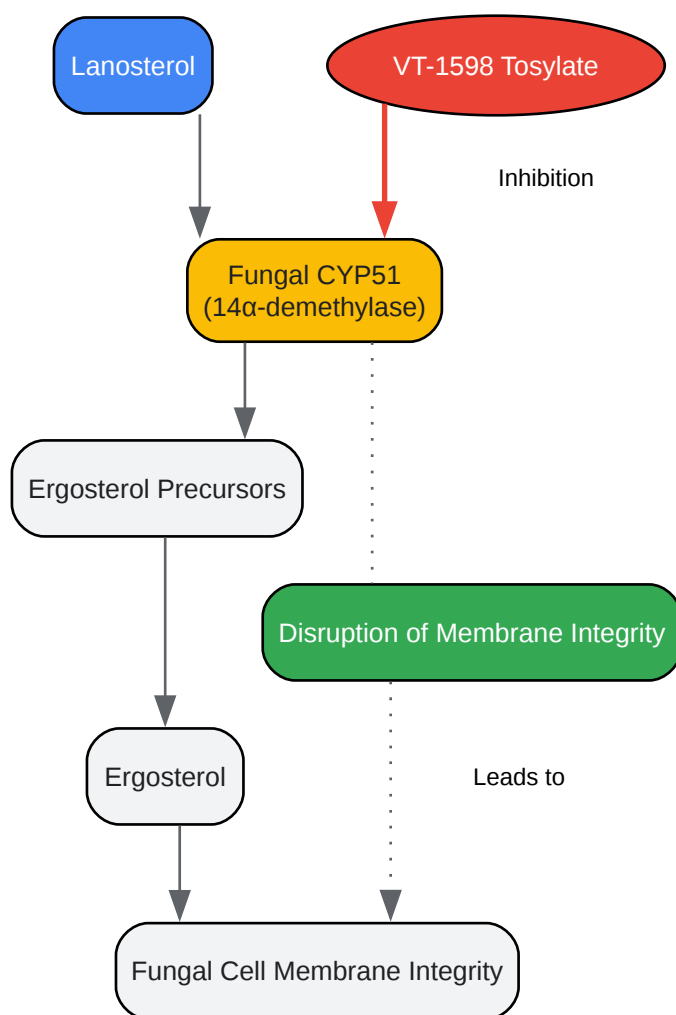 Lanosterol
VT-1598 Tosylate
Inhibition
Fungal CYP51
(14α-demethylase)
Ergosterol Precursors
Disruption of Membrane Integrity
Ergosterol
Leads to
Fungal Cell Membrane Integrity